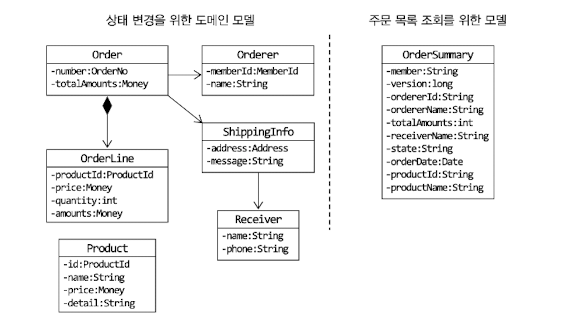 상태 변경을 위한 도메인 모델
Order
-number:OrderNo
-totalAmounts:Money
Orderer
-memberId:MemberId
-name:String
ShippingInfo
-address:Address
-message:String
OrderLine
-productId:ProductId
-price:Money
-quantity:int
-amounts:Money
Receiver
-name:String
-phone:String
Product
-id:ProductId
-name:String
-price:Money
-detail:String
주문 목록 조회를 위한 모델
OrderSummary
-member:String
-version:long
-ordererId:String
-ordererName:String
-totalAmounts:int
-receiverName:String
-state:String
-orderDate:Date
-productId:String
-productName:String